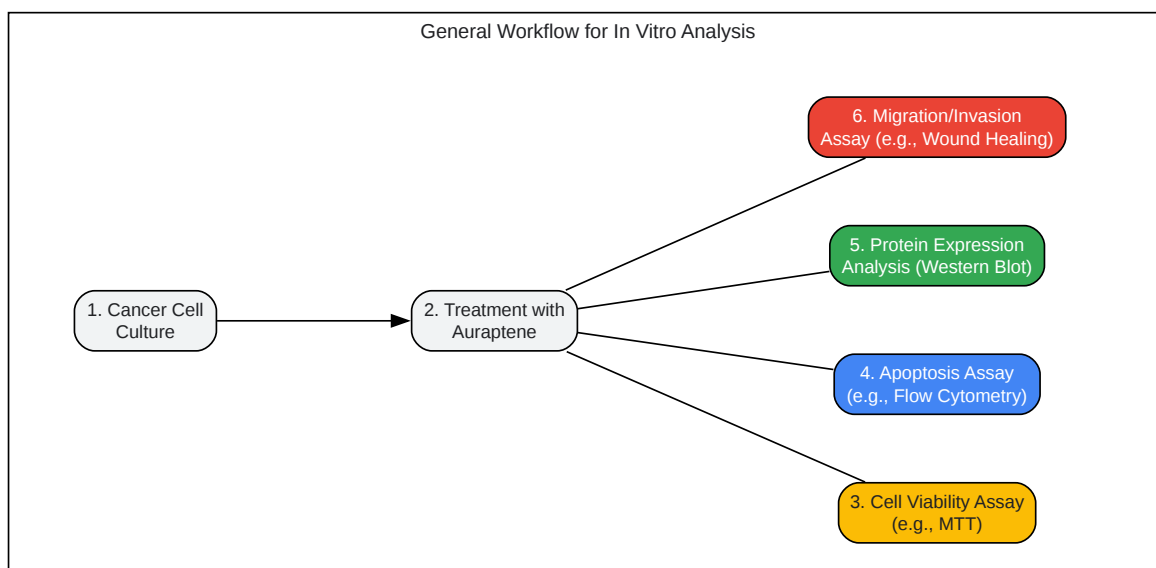 General Workflow for In Vitro Analysis
6. Migration/Invasion
Assay (e.g., Wound Healing)
5. Protein Expression
Analysis (Western Blot)
1. Cancer Cell
Culture
2. Treatment with
Auraptene
4. Apoptosis Assay
(e.g., Flow Cytometry)
3. Cell Viability Assay
(e.g., MTT)